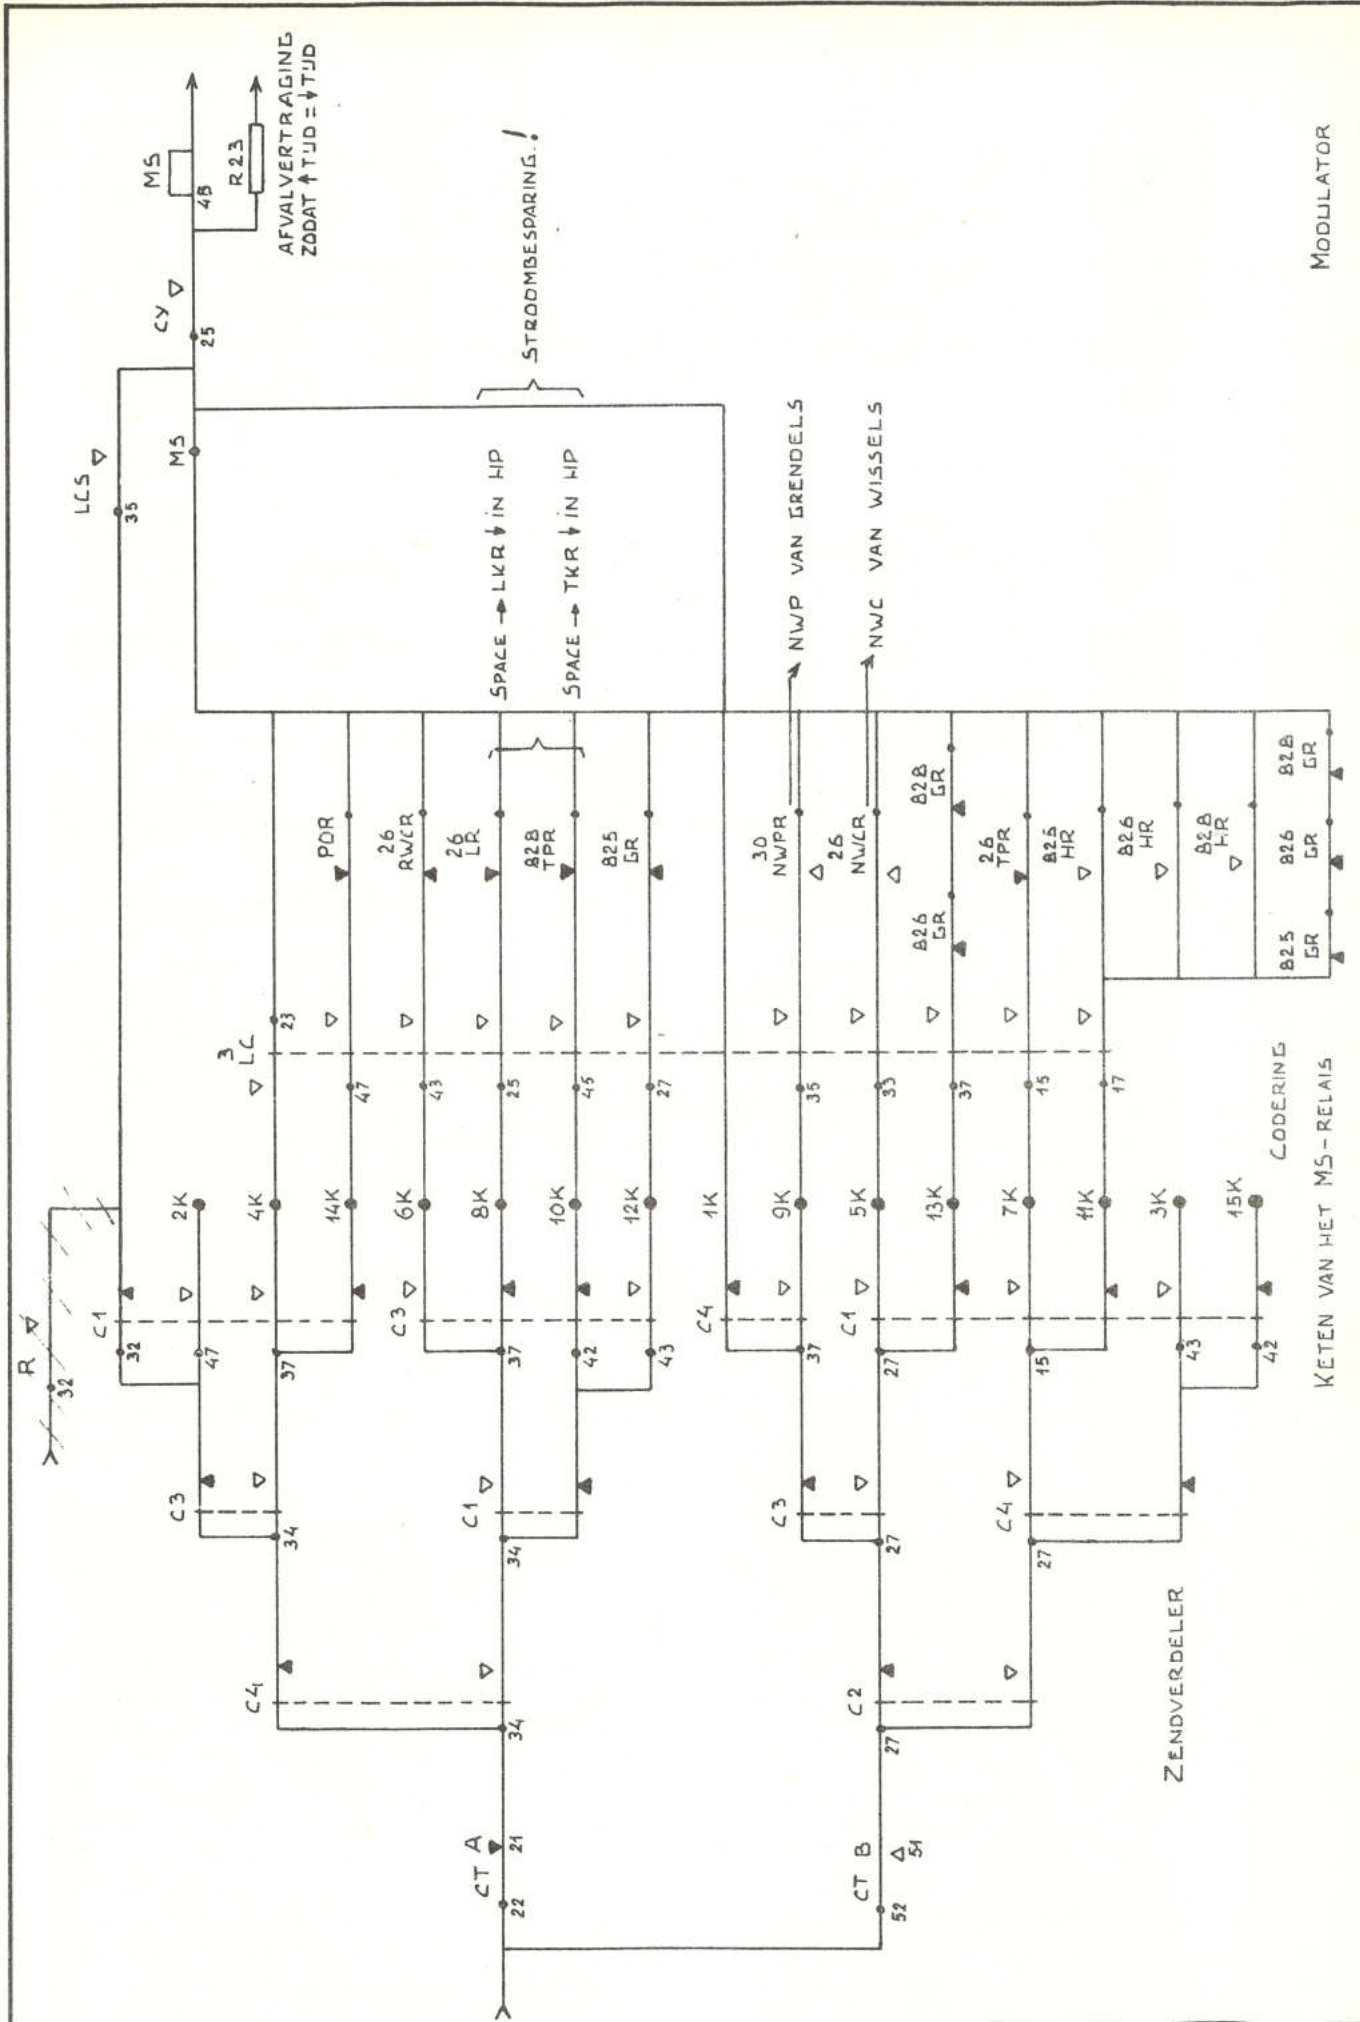 R
32
LCS
35
C1
32
MS
48
R23
AFVALVERTRAGING
ZODAT ↑ TIJD = ↓ TIJD
CY
25
MS
C3
34
47
2K
37
4K
3
LC
23
14K
47
POR
C4
34
C3
6K
43
26
RWCR
CT A
22
21
C1
34
37
8K
25
26
LR
SPACE → LKR ↓ IN HP
STROOMBESPARING.!
42
10K
45
828
TPR
SPACE → TKR ↓ IN HP
43
12K
27
825
GR
C4
1K
C3
27
37
9K
35
30
NWPR
NWP VAN GRENDELS
CT B
52
51
C2
27
C1
27
5K
33
26
NWCR
NWC VAN WISSELS
13K
37
826
GR
828
GR
C4
27
15
7K
15
26
TPR
11K
17
825
HR
43
3K
826
HR
42
15K
828
HR
825
GR
826
GR
828
GR
ZENDVERDELER
CODERING
MODULATOR
KETEN VAN HET MS-RELAIS